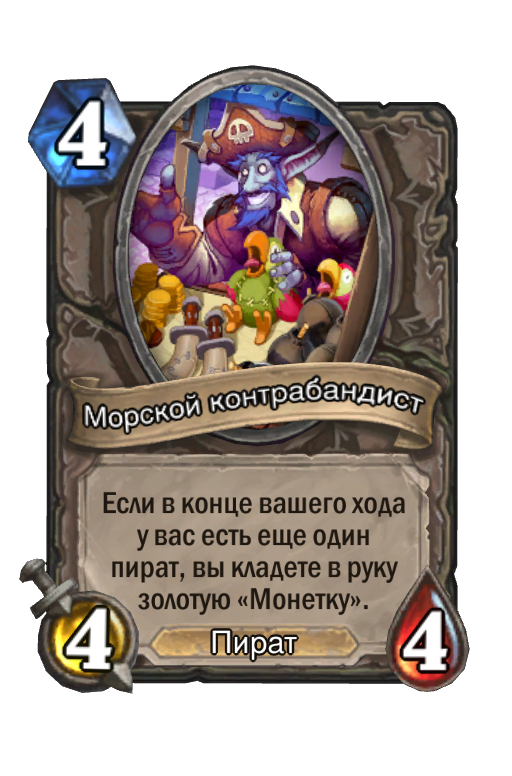 4
Морской контрабандист
Если в конце вашего хода
у вас есть еще один
пират, вы кладете в руку
золотую «Монетку».
4
Пират
4